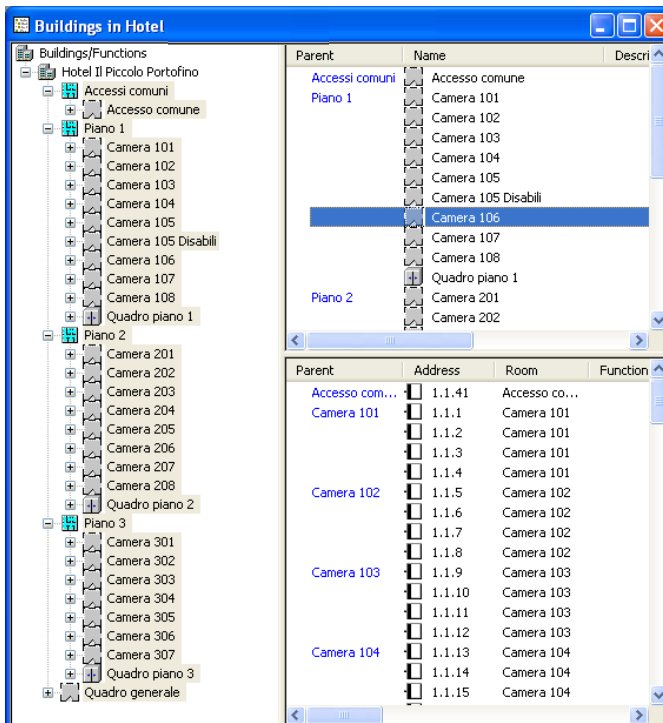 Buildings in Hotel
Buildings/Functions
Hotel Il Piccolo Portofino
Accessi comuni
Accesso comune
Piano 1
Camera 101
Camera 102
Camera 103
Camera 104
Camera 105
Camera 105 Disabili
Camera 106
Camera 107
Camera 108
Quadro piano 1
Piano 2
Camera 201
Camera 202
Camera 203
Camera 204
Camera 205
Camera 206
Camera 207
Camera 208
Quadro piano 2
Piano 3
Camera 301
Camera 302
Camera 303
Camera 304
Camera 305
Camera 306
Camera 307
Quadro piano 3
Quadro generale
Parent Name Descri
Accessi comuni Accesso comune
Piano 1 Camera 101
Camera 102
Camera 103
Camera 104
Camera 105
Camera 105 Disabili
Camera 106
Camera 107
Camera 108
Quadro piano 1
Piano 2 Camera 201
Camera 202
Parent Address Room Function
Accesso com... 1.1.41 Accesso co...
Camera 101 1.1.1 Camera 101
1.1.2 Camera 101
1.1.3 Camera 101
1.1.4 Camera 101
Camera 102 1.1.5 Camera 102
1.1.6 Camera 102
1.1.7 Camera 102
1.1.8 Camera 102
Camera 103 1.1.9 Camera 103
1.1.10 Camera 103
1.1.11 Camera 103
1.1.12 Camera 103
Camera 104 1.1.13 Camera 104
1.1.14 Camera 104
1.1.15 Camera 104